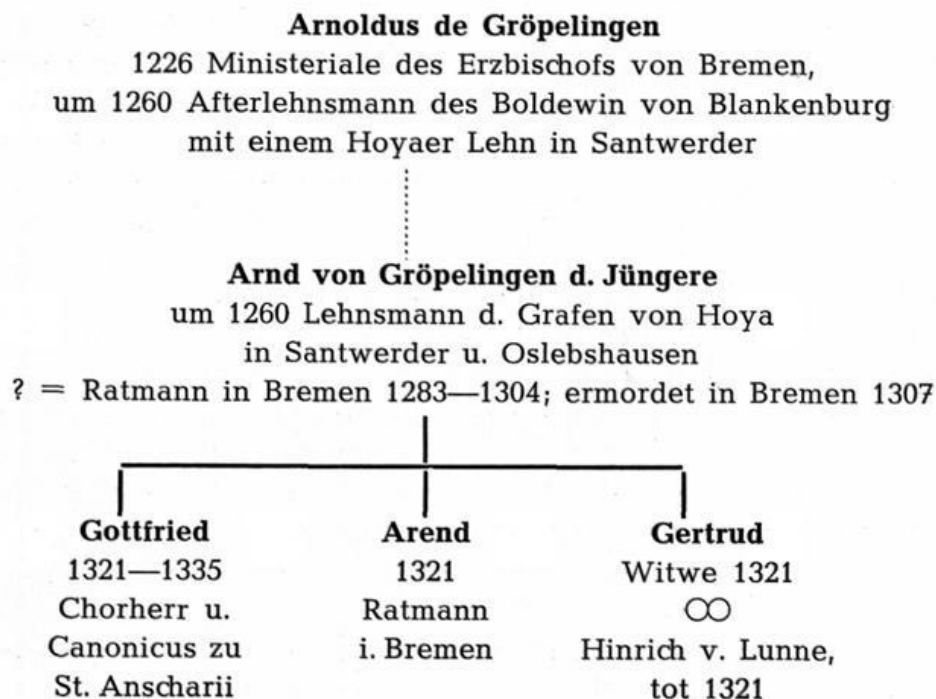 Arnoldus de Gröpelingen
1226 Ministeriale des Erzbischofs von Bremen,
um 1260 Afterlehnsmann des Boldewin von Blankenburg
mit einem Hoyaer Lehn in Santwerder
Arnd von Gröpelingen d. Jüngere
um 1260 Lehnsmann d. Grafen von Hoya
in Santwerder u. Oslebshausen
? = Ratmann in Bremen 1283—1304; ermordet in Bremen 1307
Gottfried
1321—1335
Chorherr u.
Canonicus zu
St. Anscharii
Arend
1321
Ratmann
i. Bremen
Gertrud
Witwe 1321
∞
Hinrich v. Lunne,
tot 1321